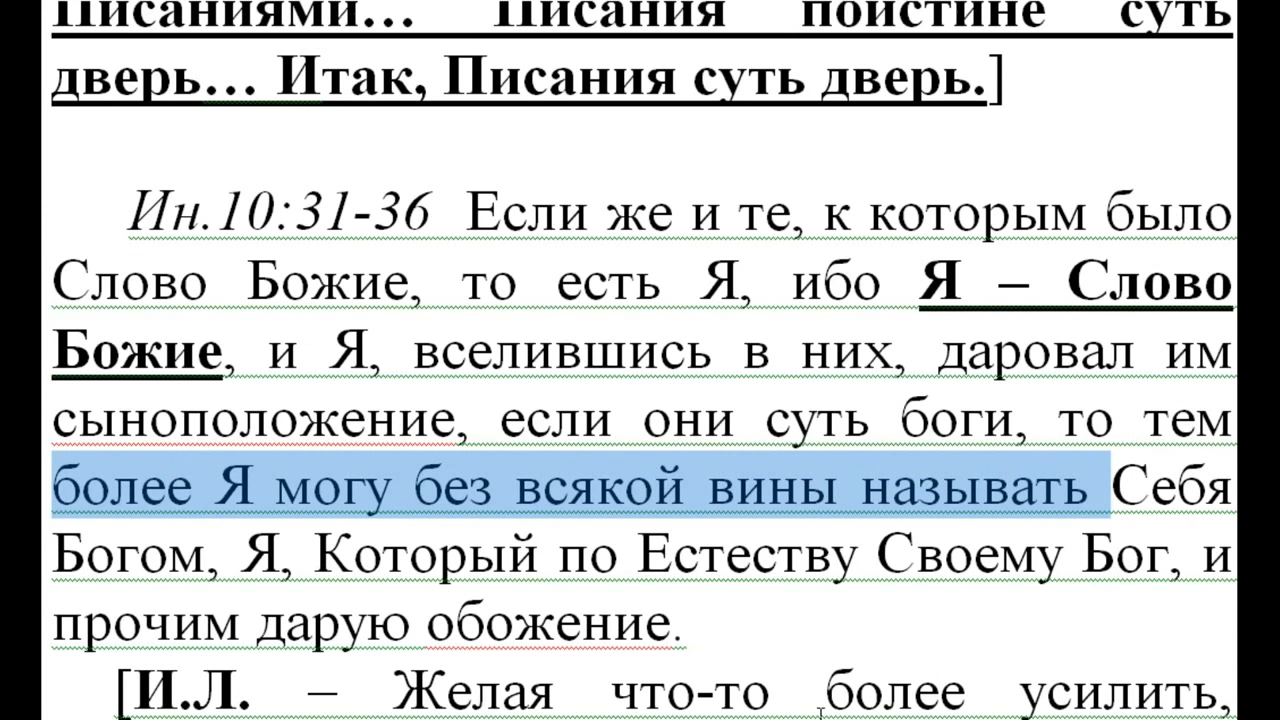 Писаниями… Писания поистине суть
дверь… Итак, Писания суть дверь.]
Ин.10:31-36 Если же и те, к которым было
Слово Божие, то есть Я, ибо Я – Слово
Божие, и Я, вселившись в них, даровал им
сыноположение, если они суть боги, то тем
более Я могу без всякой вины называть Себя
Богом, Я, Который по Естеству Своему Бог, и
прочим дарую обожение.
[И.Л. – Желая что-то более усилить,